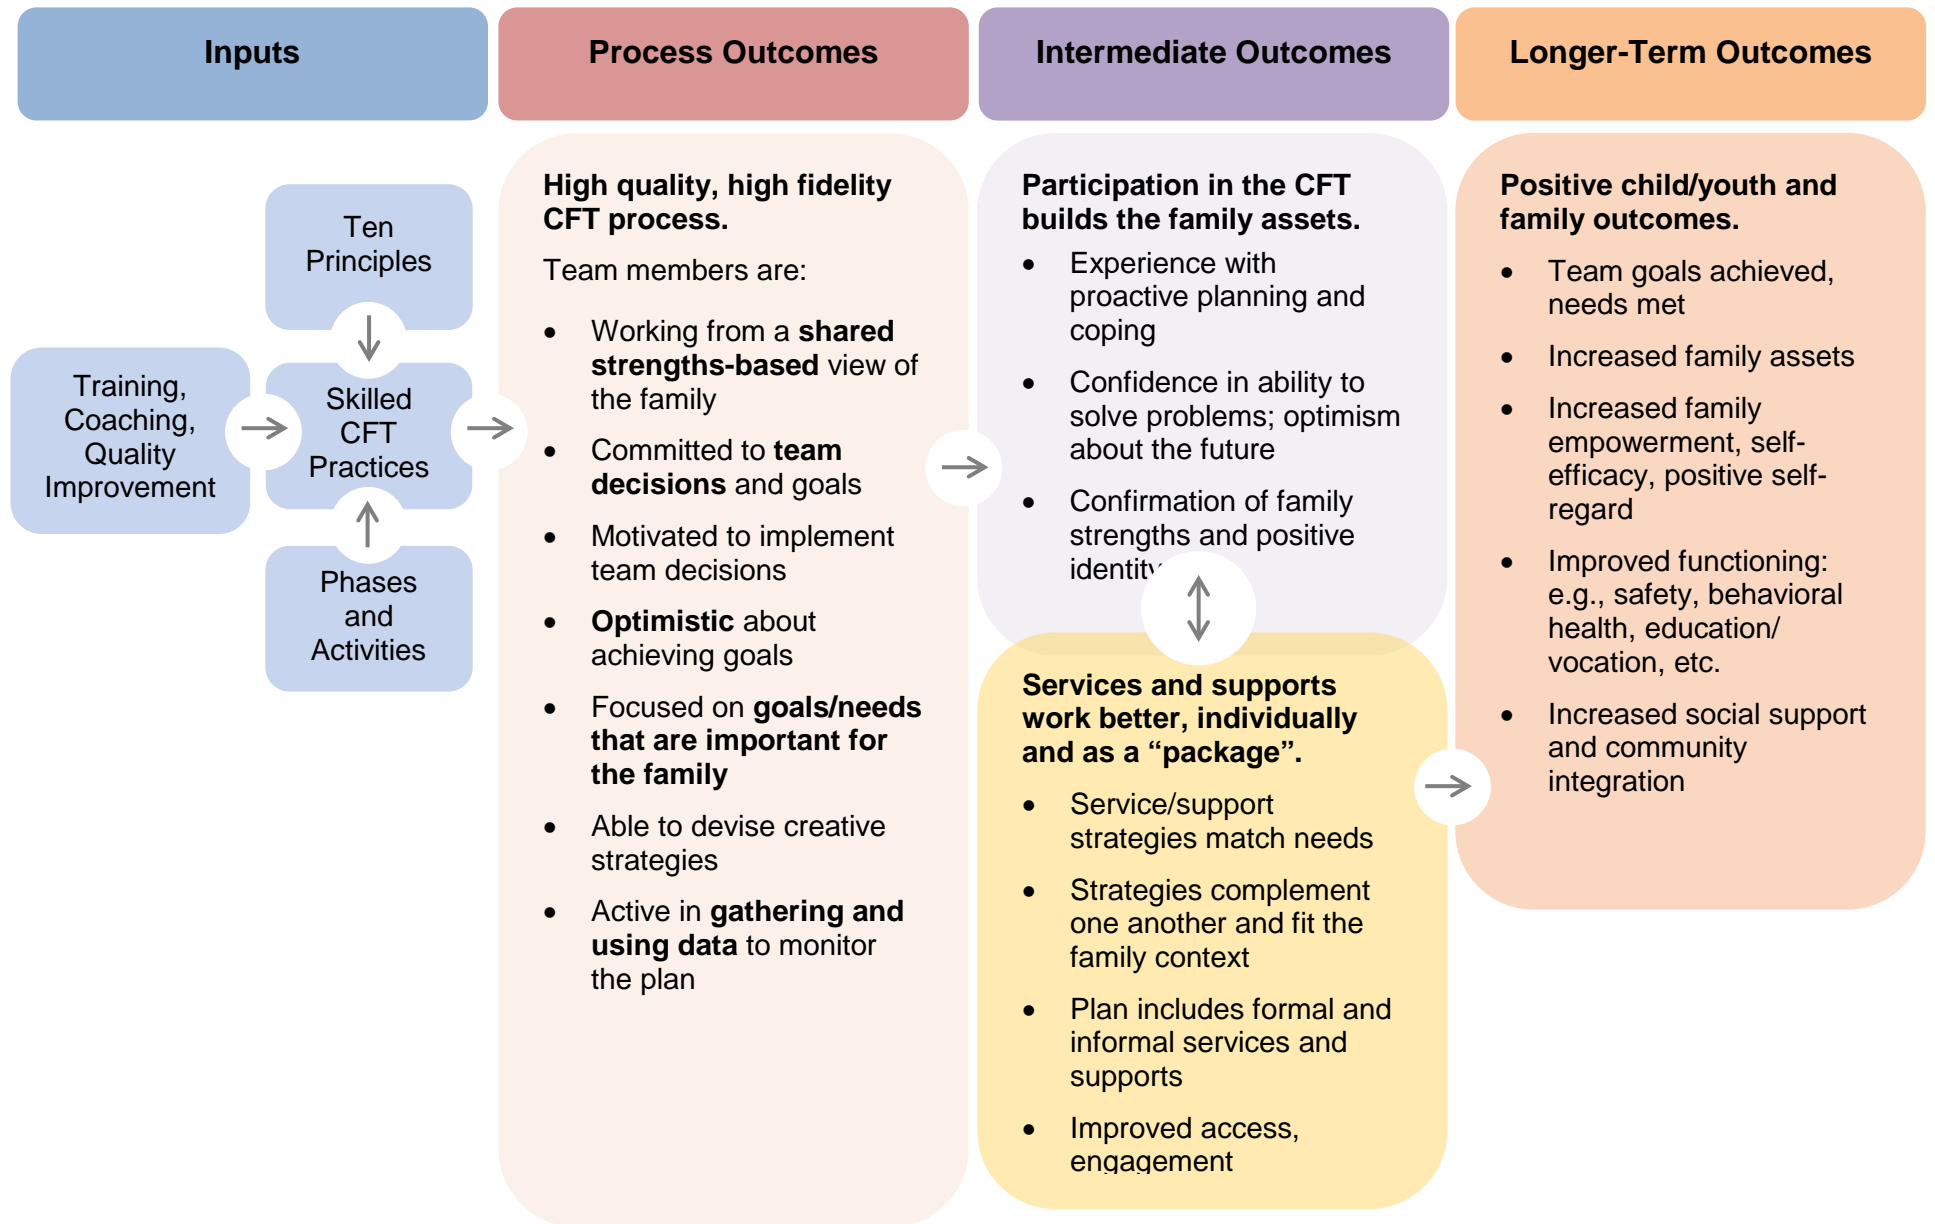 Inputs
Process Outcomes
Intermediate Outcomes
Longer-Term Outcomes
Ten
Principles
Training,
Coaching,
Quality
Improvement
Skilled
CFT
Practices
Phases
and
Activities
High quality, high fidelity
CFT process.
Team members are:
• Working from a shared
strengths-based view of
the family
• Committed to team
decisions and goals
• Motivated to implement
team decisions
• Optimistic about
achieving goals
• Focused on goals/needs
that are important for
the family
• Able to devise creative
strategies
• Active in gathering and
using data to monitor
the plan
Participation in the CFT
builds the family assets.
• Experience with
proactive planning and
coping
• Confidence in ability to
solve problems; optimism
about the future
• Confirmation of family
strengths and positive
identity
Services and supports
work better, individually
and as a “package”.
• Service/support
strategies match needs
• Strategies complement
one another and fit the
family context
• Plan includes formal and
informal services and
supports
• Improved access,
engagement
Positive child/youth and
family outcomes.
• Team goals achieved,
needs met
• Increased family assets
• Increased family
empowerment, self-
efficacy, positive self-
regard
• Improved functioning:
e.g., safety, behavioral
health, education/
vocation, etc.
• Increased social support
and community
integration